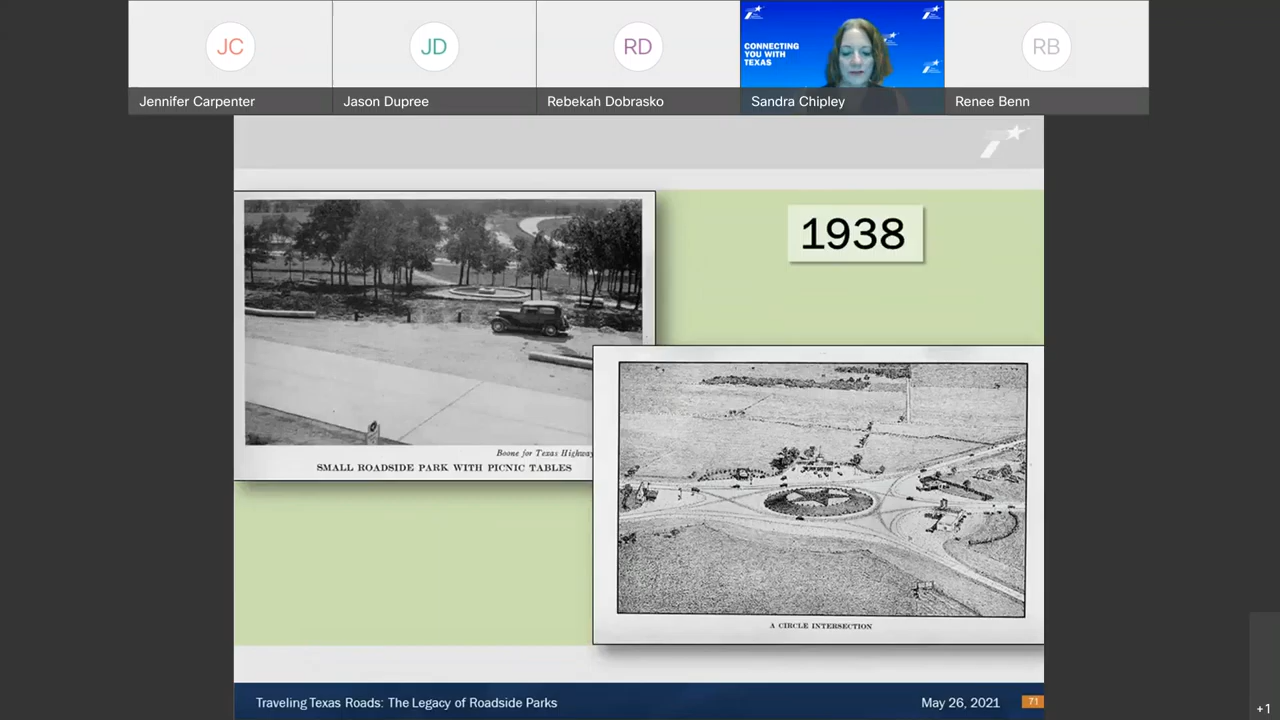 JC
JD
RD
CONNECTING
YOU WITH
TEXAS
RB
Jennifer Carpenter
Jason Dupree
Rebekah Dobrasko
Sandra Chipley
Renee Benn
1938
Boone for Texas Highway
SMALL ROADSIDE PARK WITH PICNIC TABLES
A CIRCLE INTERSECTION
Traveling Texas Roads: The Legacy of Roadside Parks
May 26, 2021
71
+1